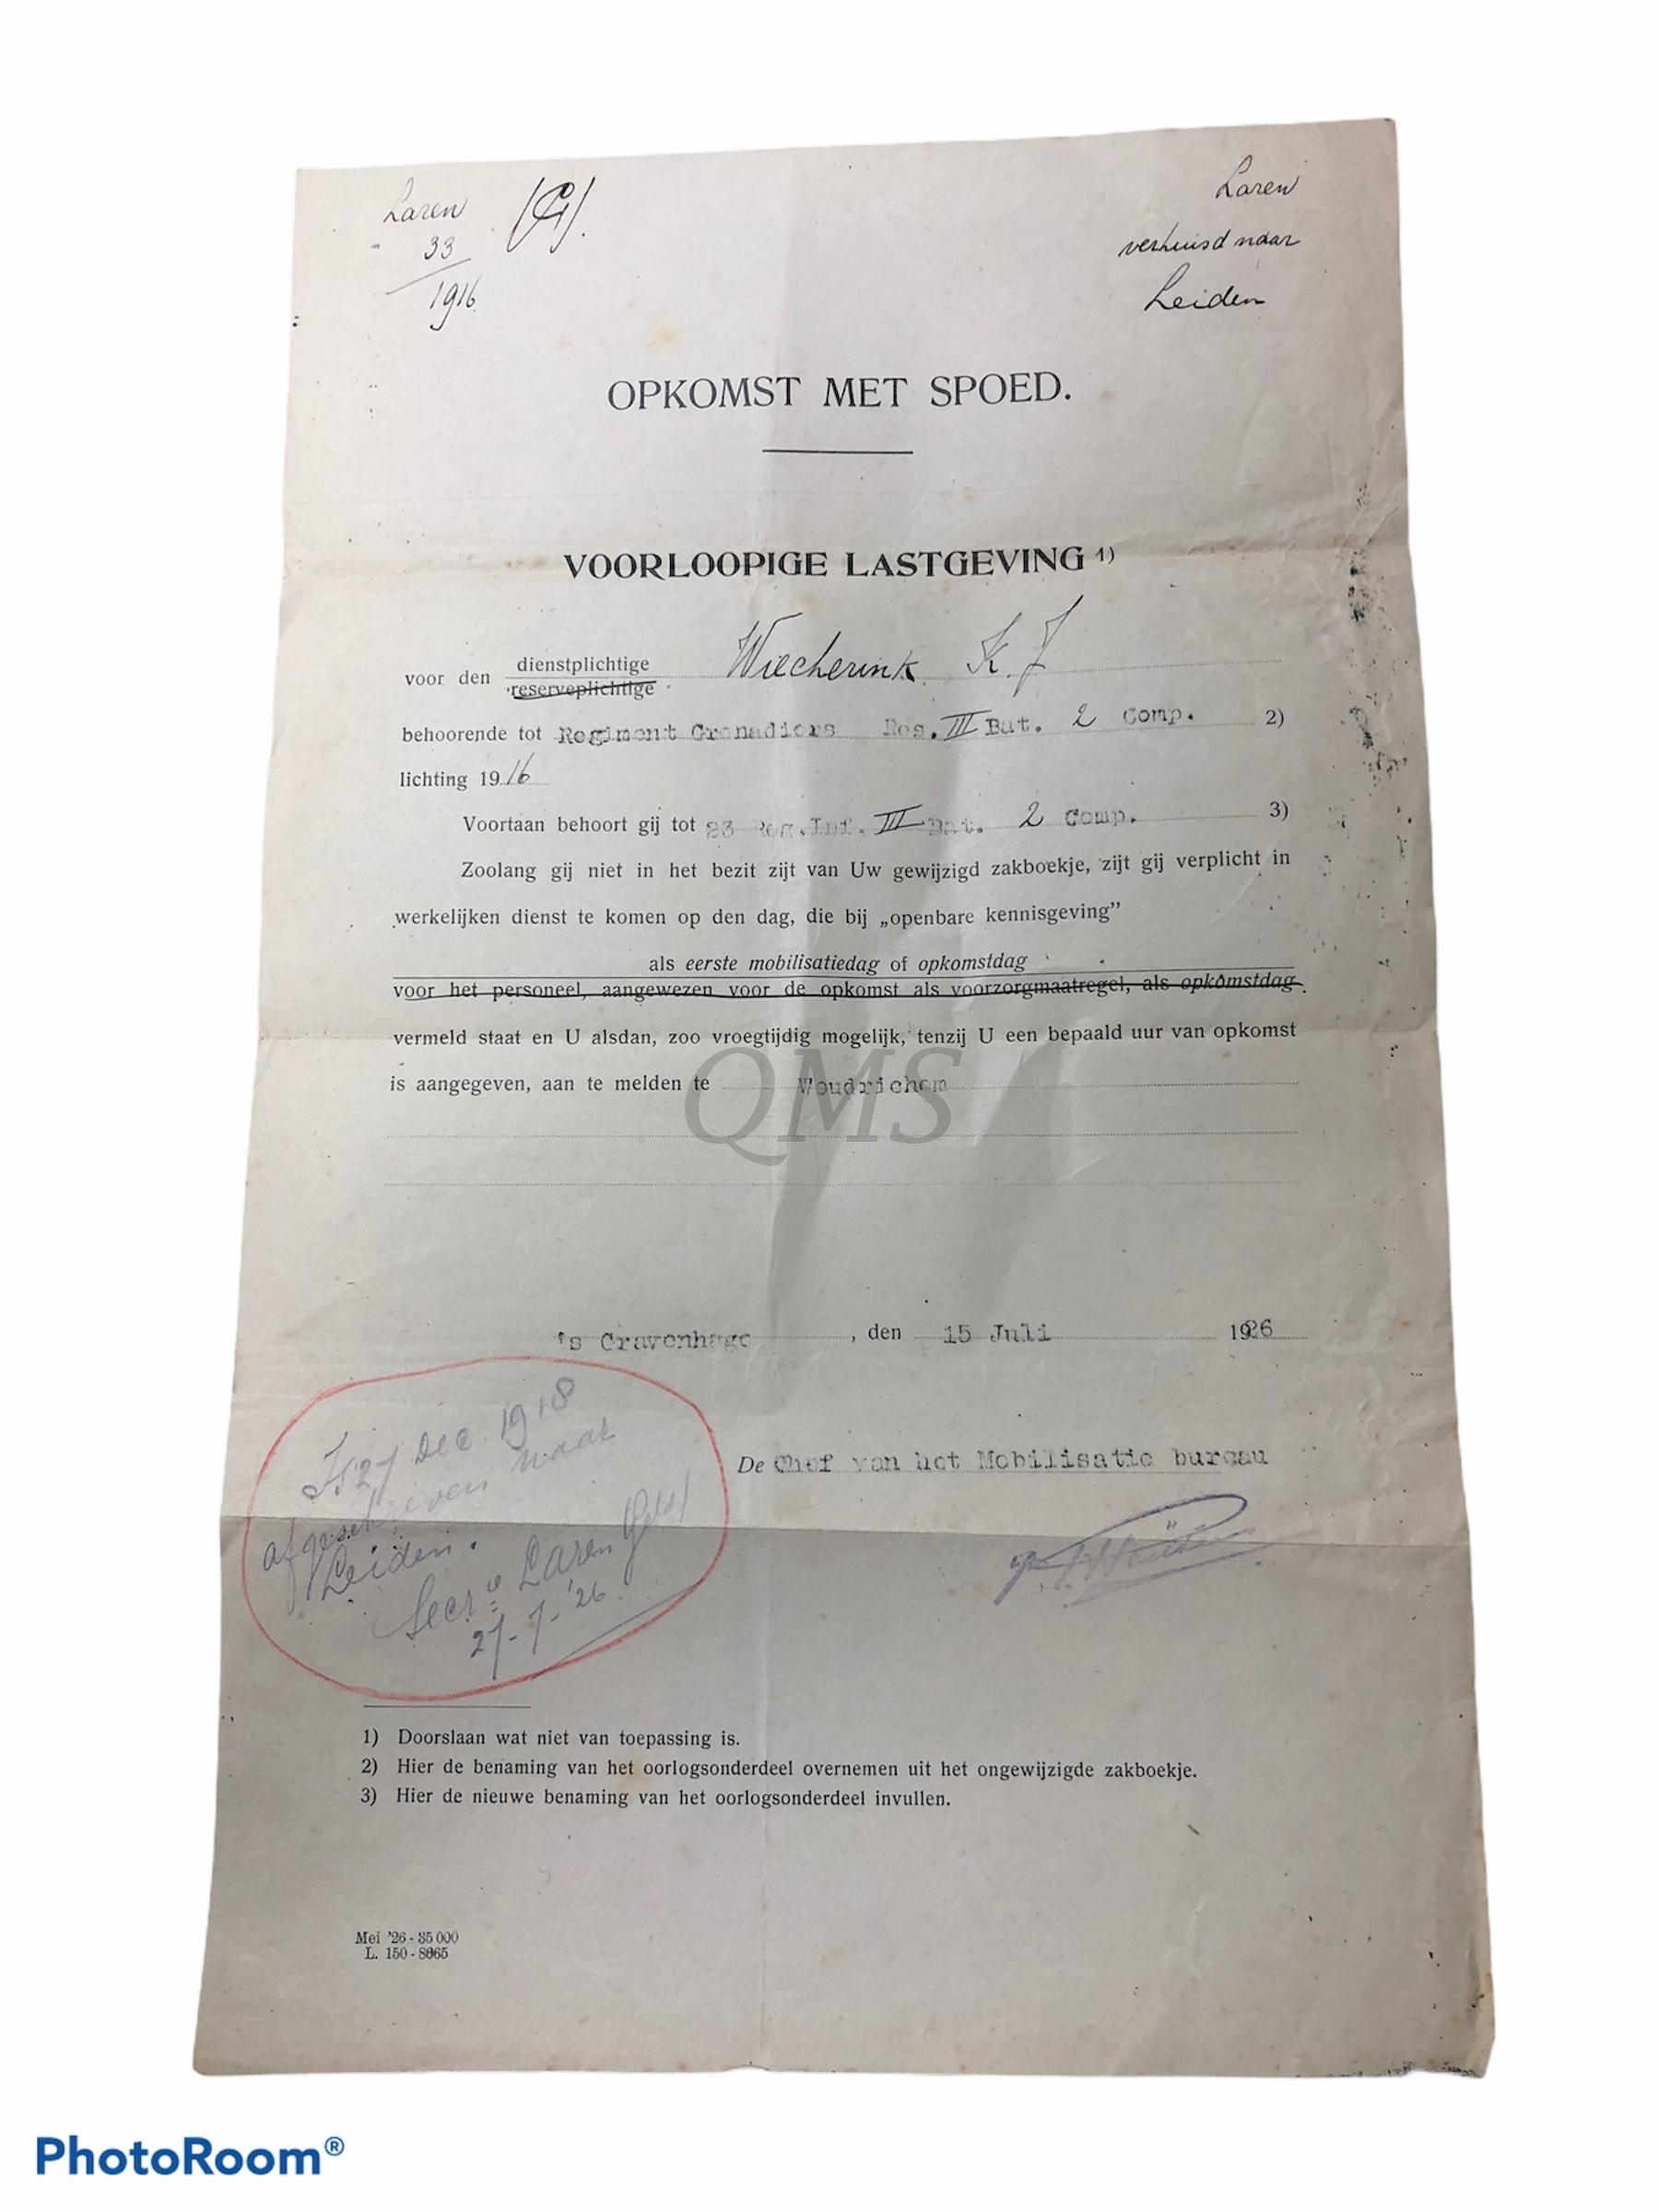 Laren (G).
33
1916
Laren
verhuisd naar
Leiden
OPKOMST MET SPOED.
VOORLOOPIGE LASTGEVING 1)
voor den dienstplichtige Wiecherink K. J
reserveplichtige
behoorende tot Regiment Grenadiers Res. III Bat. 2 Comp. 2)
lichting 1916
Voortaan behoort gij tot 23 Reg.Inf. III Bat. 2 Comp. 3)
Zoolang gij niet in het bezit zijt van Uw gewijzigd zakboekje, zijt gij verplicht in
werkelijken dienst te komen op den dag, die bij „openbare kennisgeving”
als eerste mobilisatiedag of opkomstdag
voor het personeel, aangewezen voor de opkomst als voorzorgmaatregel, als opkomstdag
vermeld staat en U alsdan, zoo vroegtijdig mogelijk, tenzij U een bepaald uur van opkomst
is aangegeven, aan te melden te Woudrichem
QMS
's Gravenhage, den 15 Juli 1926
Is 27 Dec. 1918
afgeschreven naar
Leiden.
Secrie Laren (Geld)
27-7-'26.
De Chef van het Mobilisatie bureau
1) Doorslaan wat niet van toepassing is.
2) Hier de benaming van het oorlogsonderdeel overnemen uit het ongewijzigde zakboekje.
3) Hier de nieuwe benaming van het oorlogsonderdeel invullen.
Mei '26 - 35 000
L. 150 - 8065
PhotoRoom®